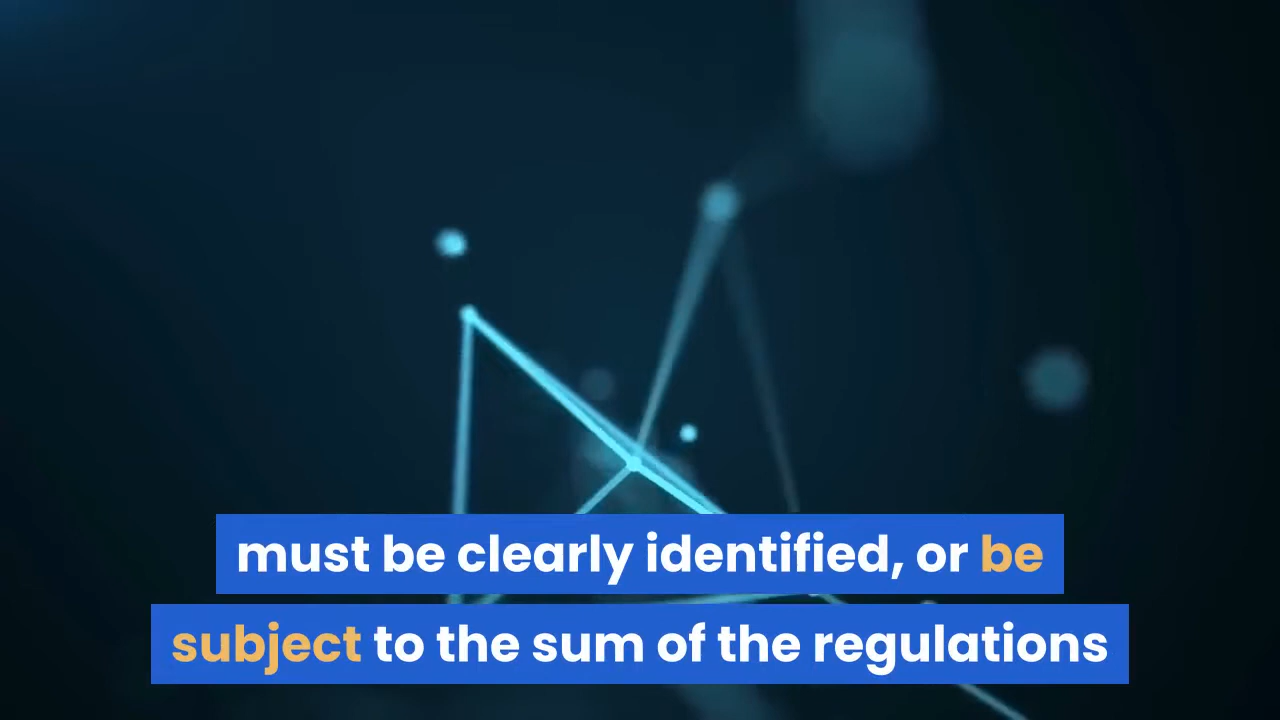 must be clearly identified, or be
subject to the sum of the regulations